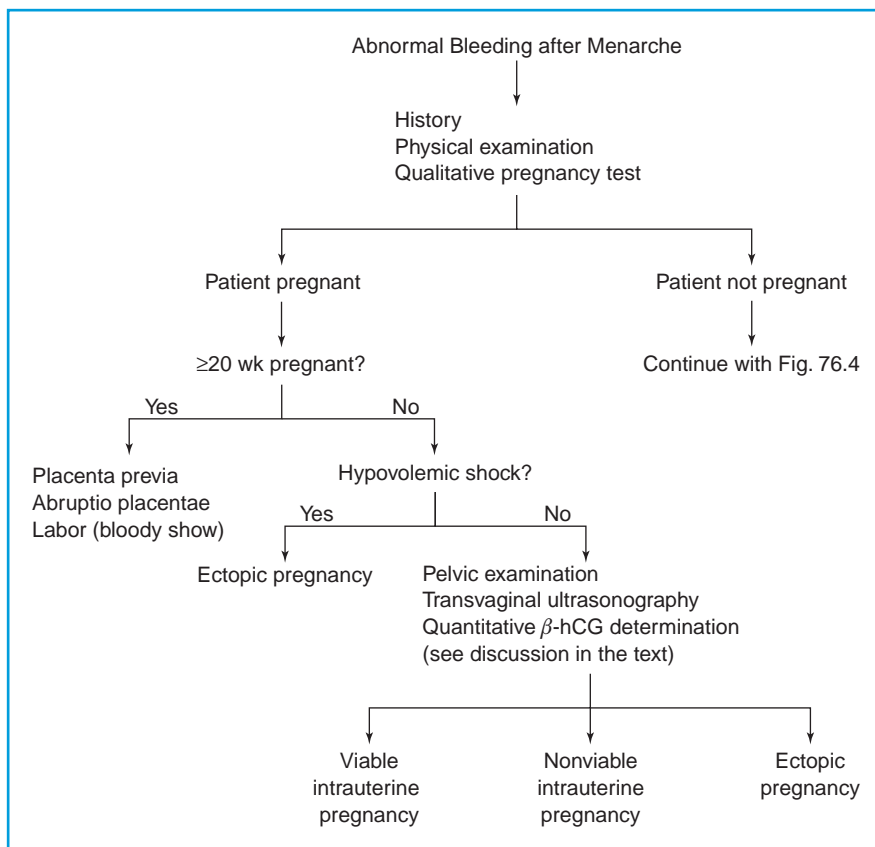 Abnormal Bleeding after Menarche
History
Physical examination
Qualitative pregnancy test
Patient pregnant
Patient not pregnant
≥20 wk pregnant?
Continue with Fig. 76.4
Yes
No
Placenta previa
Abruptio placentae
Labor (bloody show)
Hypovolemic shock?
Yes
No
Ectopic pregnancy
Pelvic examination
Transvaginal ultrasonography
Quantitative β-hCG determination
(see discussion in the text)
Viable
intrauterine
pregnancy
Nonviable
intrauterine
pregnancy
Ectopic
pregnancy